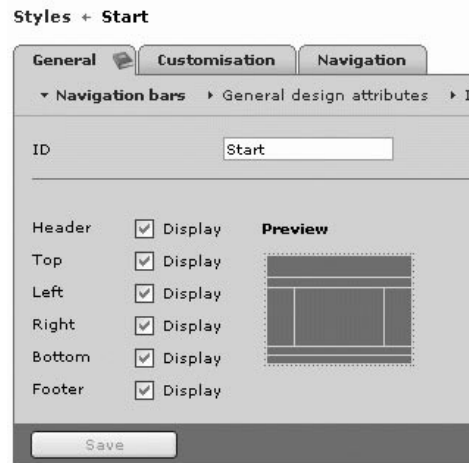 Styles ← Start
General Customisation Navigation
▾ Navigation bars ▸ General design attributes ▸
ID Start
Header Display Preview
Top Display
Left Display
Right Display
Bottom Display
Footer Display
Save